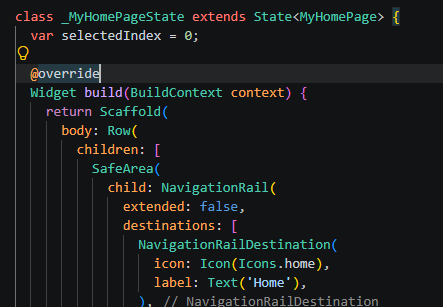 class _MyHomePageState extends State<MyHomePage> {
  var selectedIndex = 0;

  @override
  Widget build(BuildContext context) {
    return Scaffold(
      body: Row(
        children: [
          SafeArea(
            child: NavigationRail(
              extended: false,
              destinations: [
                NavigationRailDestination(
                  icon: Icon(Icons.home),
                  label: Text('Home'),
                ), // NavigationRailDestination